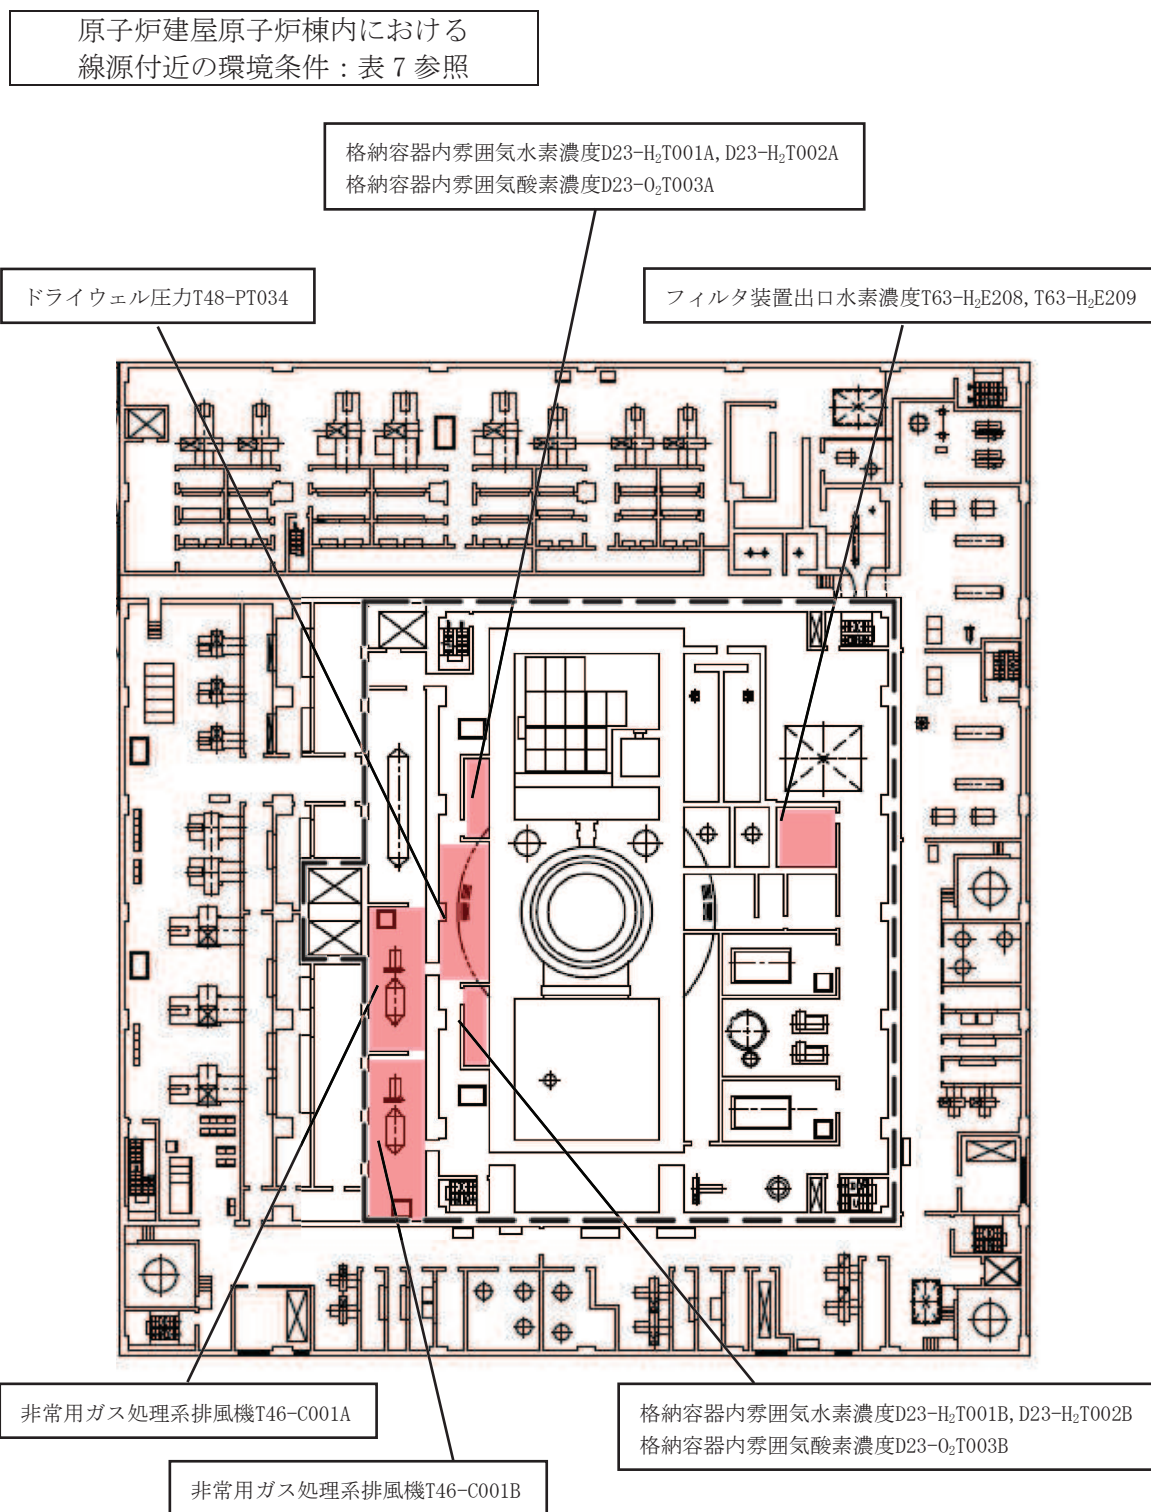 原子炉建屋原子炉棟内における
線源付近の環境条件：表７参照
格納容器内雰囲気水素濃度D23-H₂T001A, D23-H₂T002A
格納容器内雰囲気酸素濃度D23-O₂T003A
ドライウェル圧力T48-PT034
フィルタ装置出口水素濃度T63-H₂E208, T63-H₂E209
非常用ガス処理系排風機T46-C001A
格納容器内雰囲気水素濃度D23-H₂T001B, D23-H₂T002B
格納容器内雰囲気酸素濃度D23-O₂T003B
非常用ガス処理系排風機T46-C001B